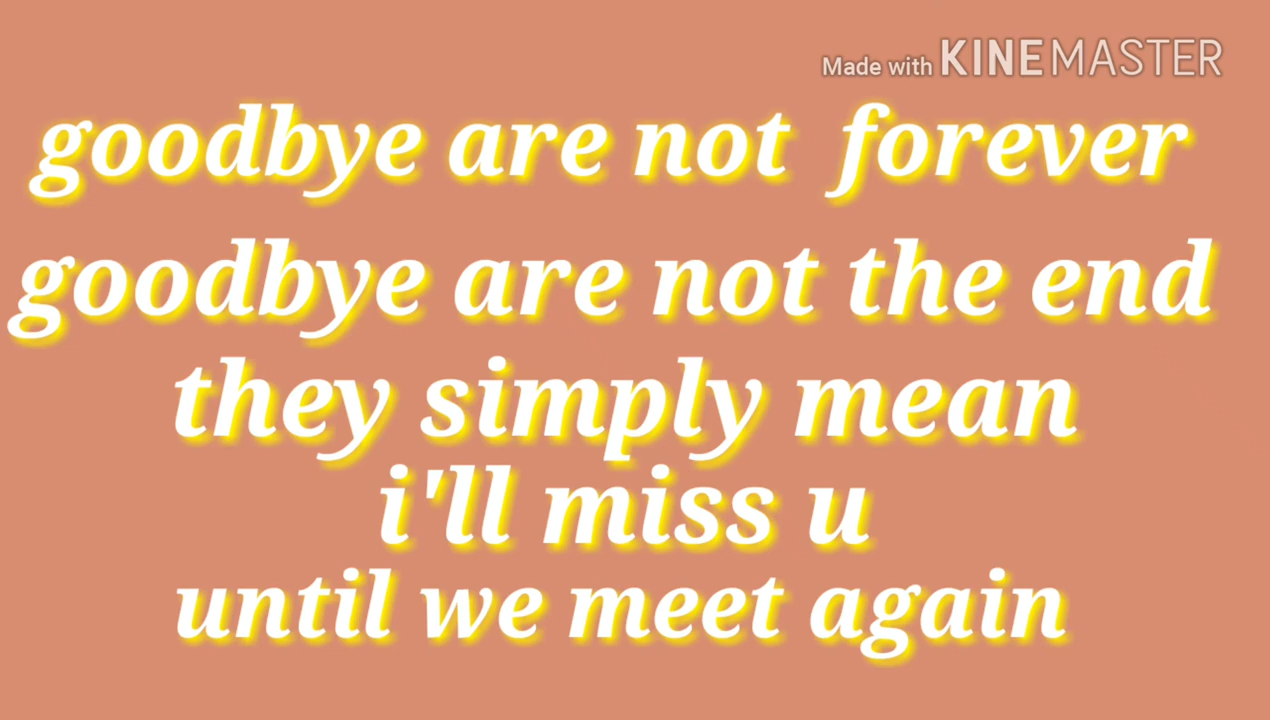 Made with KINEMASTER
goodbye are not forever
goodbye are not the end
they simply mean
i'll miss u
until we meet again